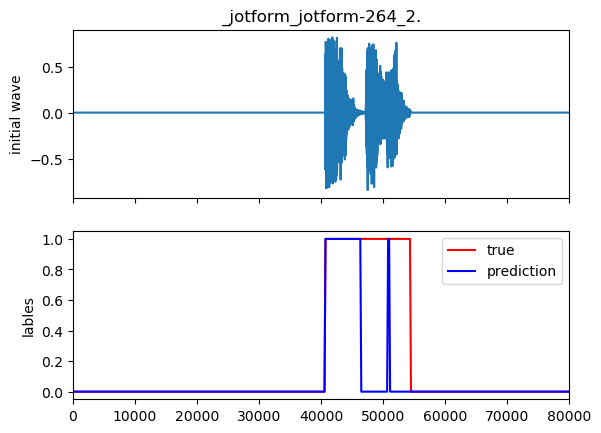 _jotform_jotform-264_2.
0.5
0.0
−0.5
initial wave
1.0
0.8
0.6
0.4
0.2
0.0
lables
true
prediction
0 10000 20000 30000 40000 50000 60000 70000 80000